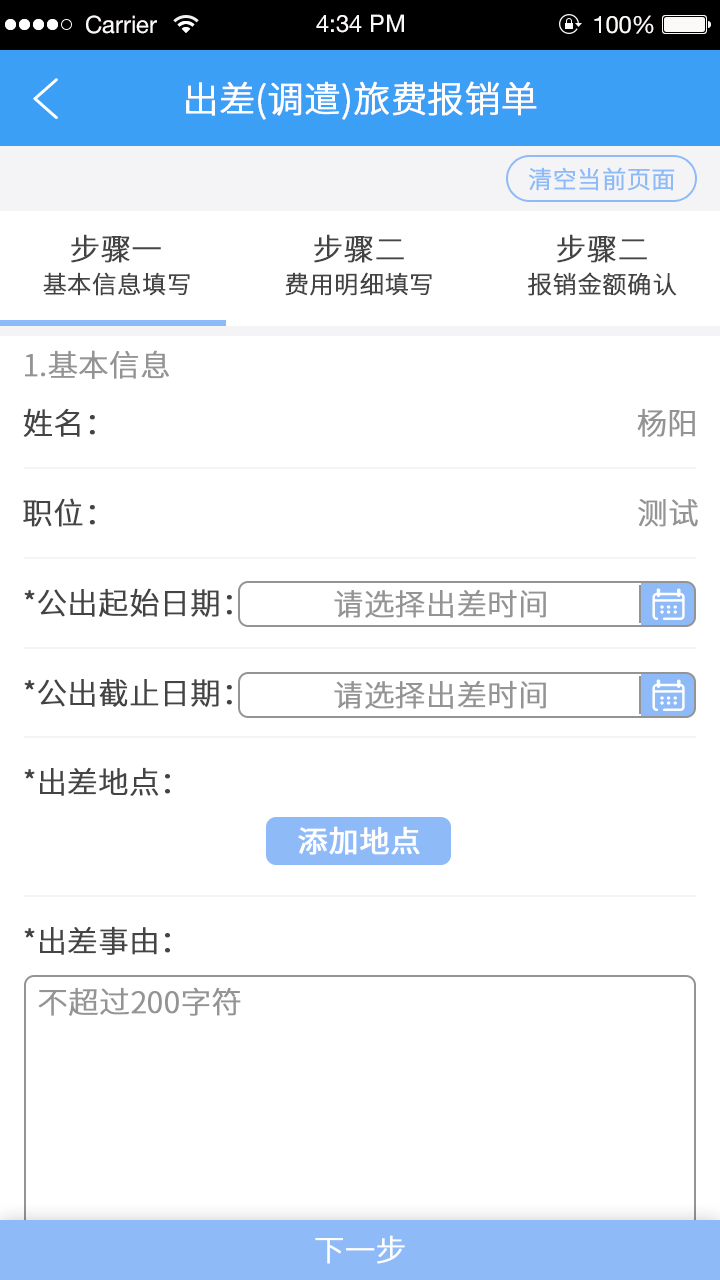 Carrier 4:34 PM 100%
出差(调遣)旅费报销单
清空当前页面
步骤一 步骤二 步骤二
基本信息填写 费用明细填写 报销金额确认
1.基本信息
姓名： 杨阳
职位： 测试
*公出起始日期： 请选择出差时间
*公出截止日期： 请选择出差时间
*出差地点：
添加地点
*出差事由：
不超过200字符
下一步